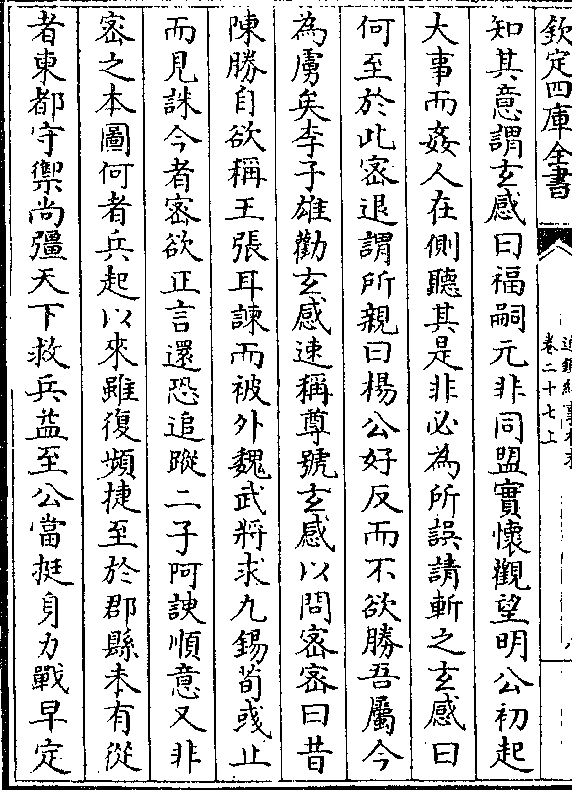 欽定四庫全書
卷二十七上
知其意謂玄感曰福嗣元非同盟實懷觀望明公初起
大事而姦人在側聽其是非必為所誤請斬之玄感曰
何至於此密退謂所親曰楊公好反而不欲勝吾屬今
為虜矣李子雄勸玄感速稱尊號玄感以問密密曰昔
陳勝自欲稱王張耳諫而被外魏武將求九錫荀彧止
而見誅今者密欲正言還恐追蹤二子阿諛順意又非
密之本圖何者兵起以來雖復頻捷至於郡縣未有從
者東都守禦尚彊天下救兵益至公當挺身力戰早定